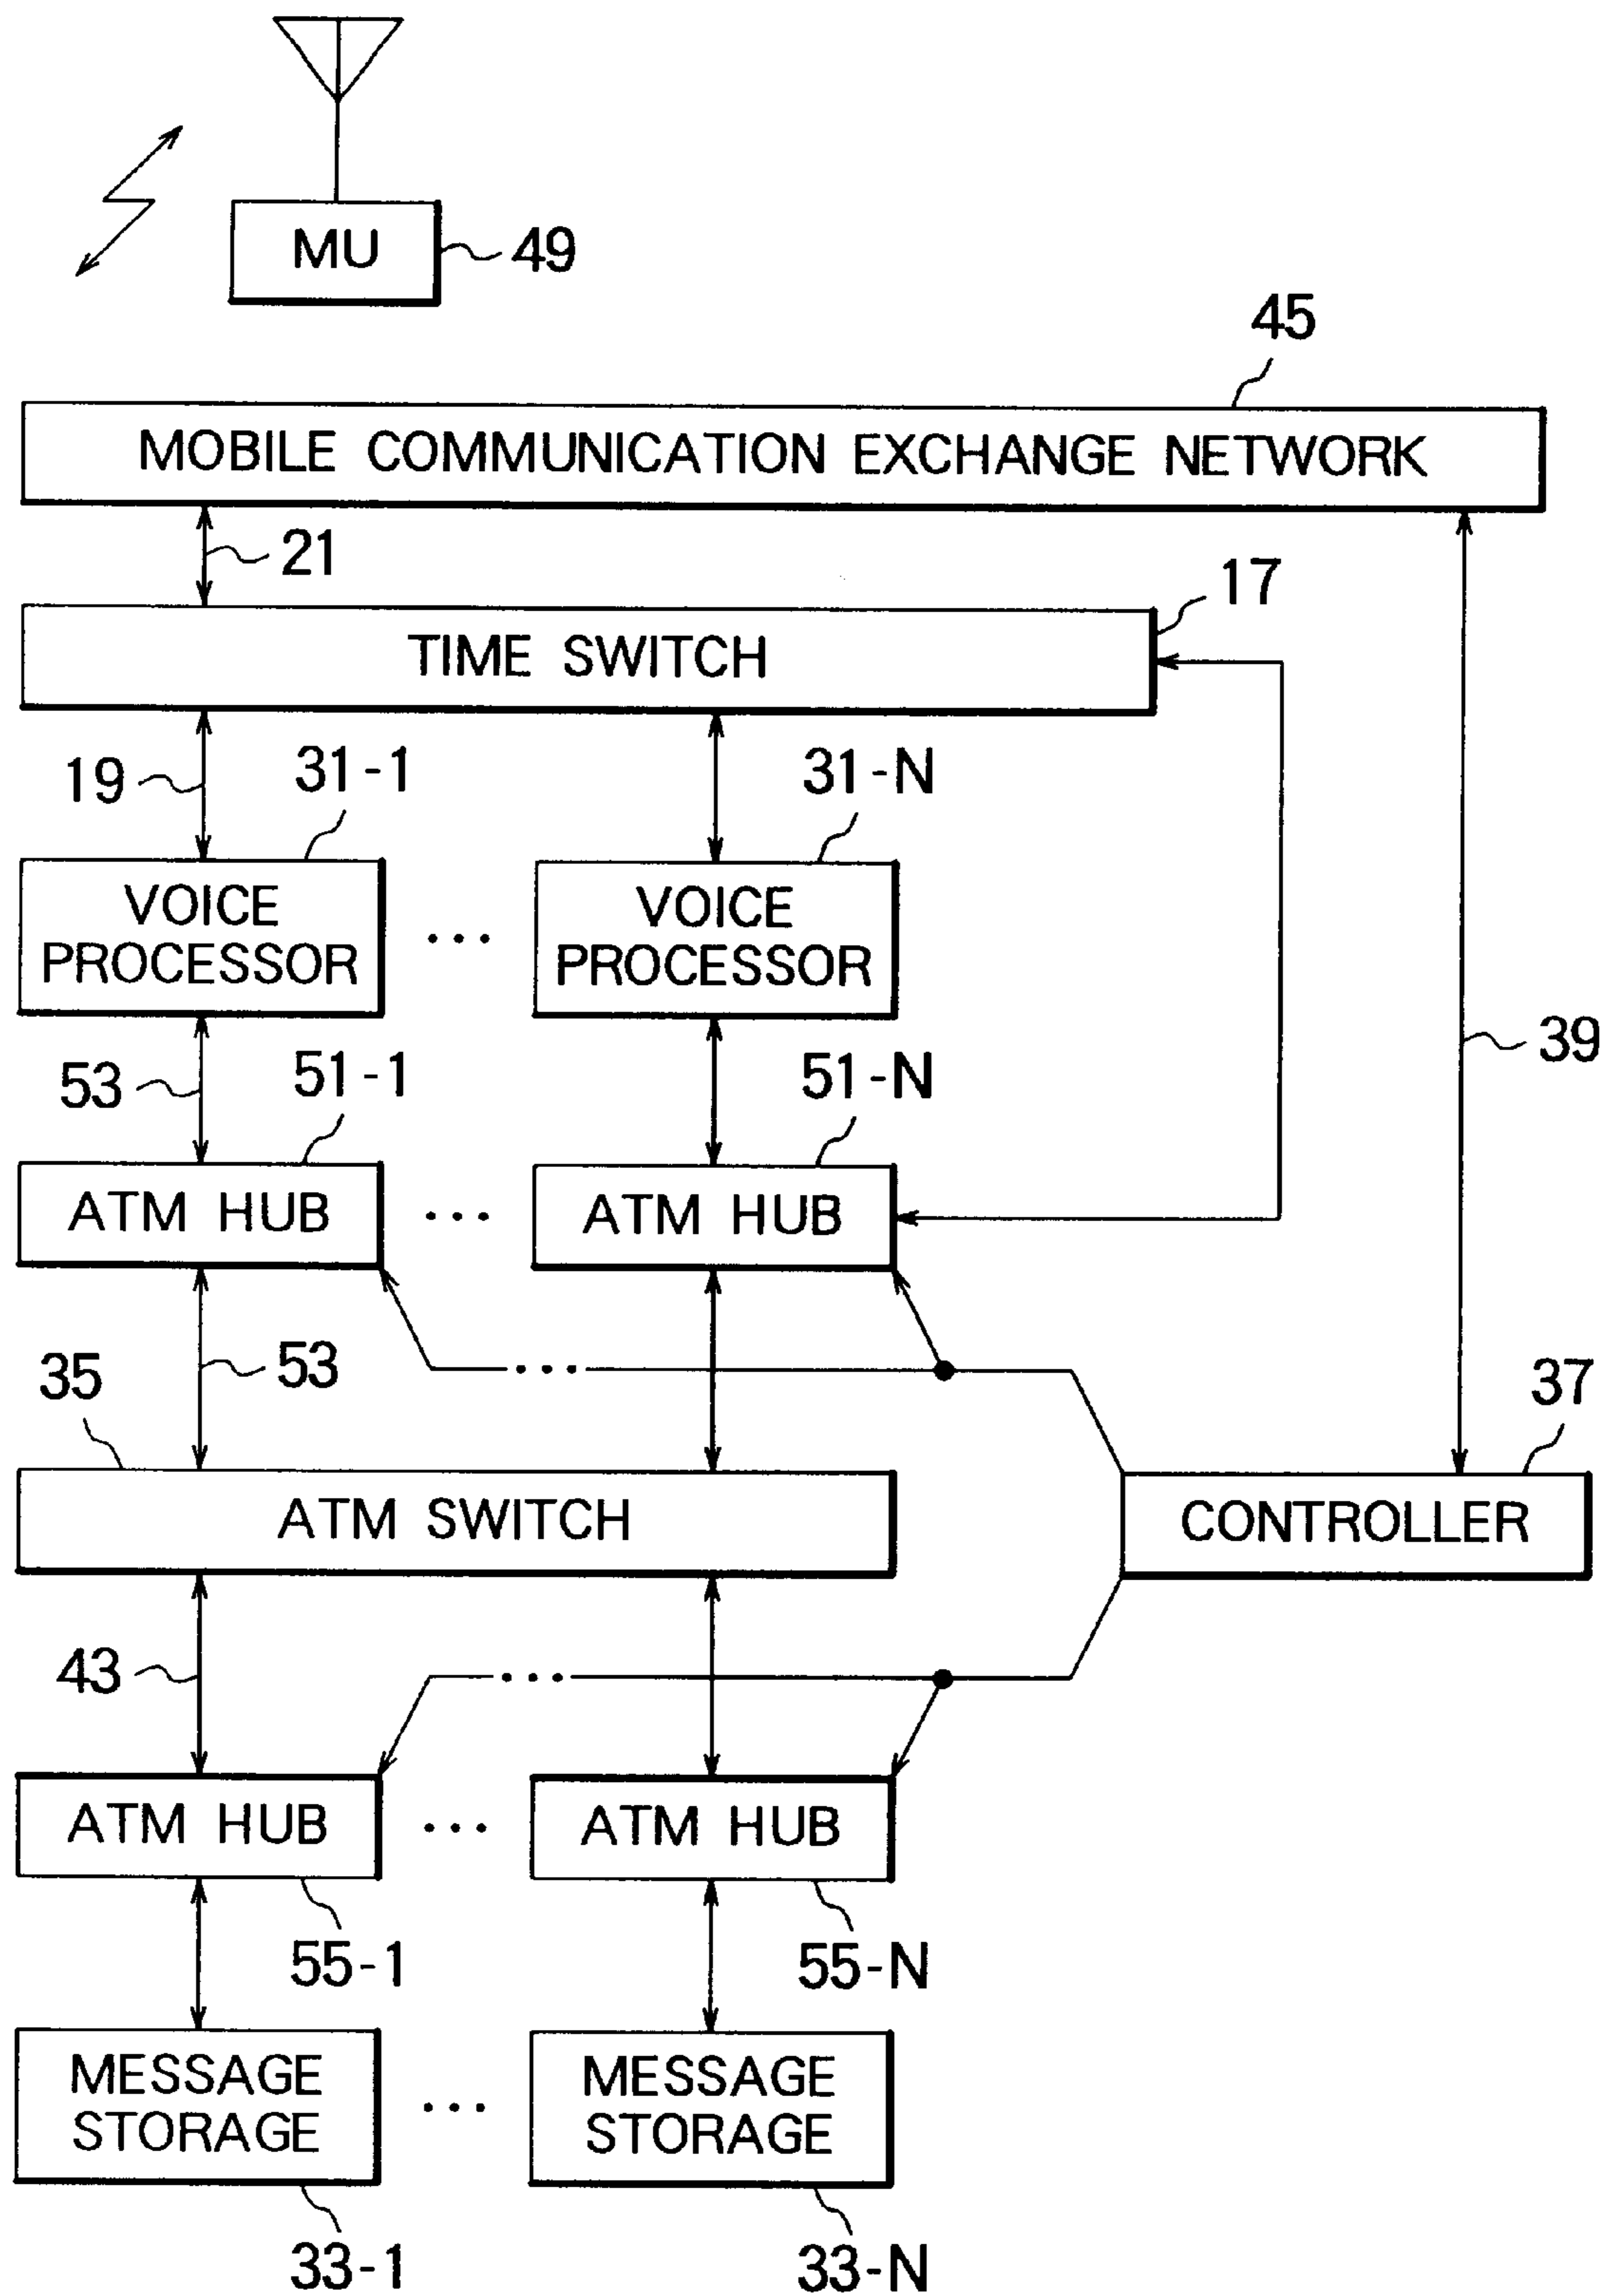 MU
49
45
MOBILE COMMUNICATION EXCHANGE NETWORK
21
17
TIME SWITCH
19
31-1
31-N
VOICE
PROCESSOR
...
VOICE
PROCESSOR
39
53
51-1
51-N
ATM HUB
...
ATM HUB
35
53
...
37
ATM SWITCH
CONTROLLER
43
...
ATM HUB
...
ATM HUB
55-1
55-N
MESSAGE
STORAGE
...
MESSAGE
STORAGE
33-1
33-N